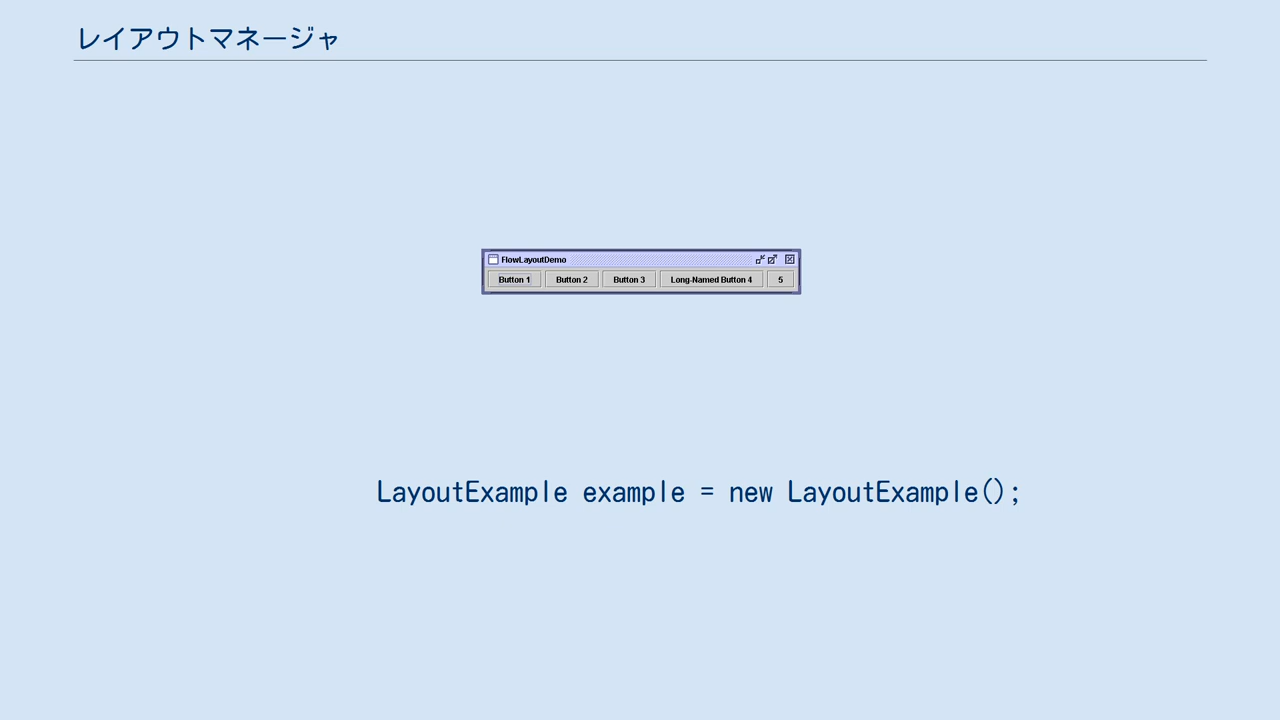 レイアウトマネージャ
FlowLayoutDemo
Button 1 Button 2 Button 3 Long-Named Button 4 5
LayoutExample example = new LayoutExample();